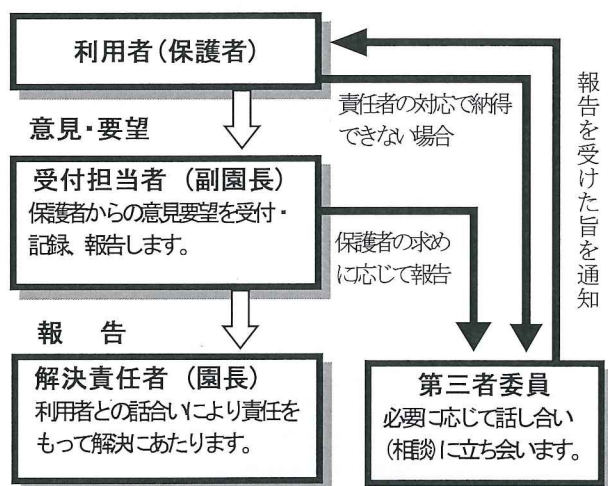 利用者(保護者)
責任者の対応で納得
できない場合
意見・要望
受付担当者 (副園長)
保護者からの意見要望を受付・
記録、報告します。
保護者の求め
に応じて報告
報告を受けた旨を通知
報　告
解決責任者 (園長)
利用者との話合いにより責任を
もって解決にあたります。
第三者委員
必要に応じて話し合い
(相談)に立ち会います。